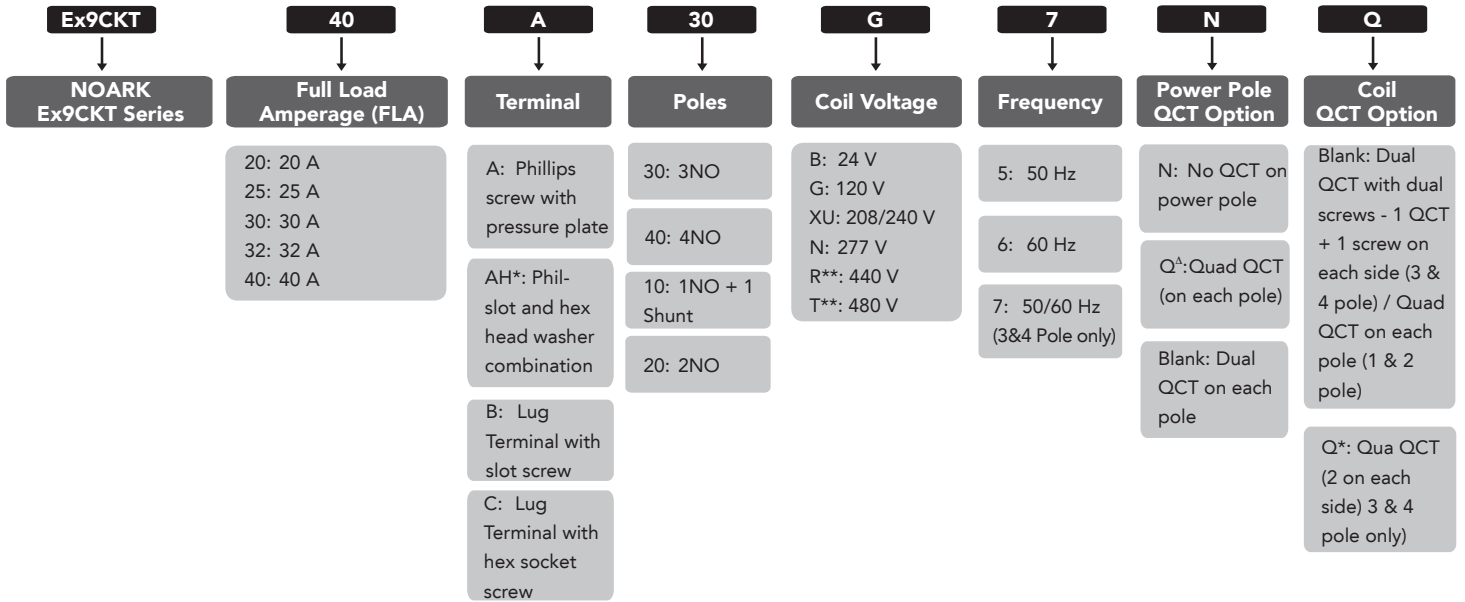 Ex9CKT
40
A
30
G
7
N
Q
NOARK
Ex9CKT Series
Full Load
Amperage (FLA)
Terminal
Poles
Coil Voltage
Frequency
Power Pole
QCT Option
Coil
QCT Option
20: 20 A
25: 25 A
30: 30 A
32: 32 A
40: 40 A
A: Phillips
screw with
pressure plate
AH*: Phil-
slot and hex
head washer
combination
B: Lug
Terminal with
slot screw
C: Lug
Terminal with
hex socket
screw
30: 3NO
40: 4NO
10: 1NO + 1
Shunt
20: 2NO
B: 24 V
G: 120 V
XU: 208/240 V
N: 277 V
R**: 440 V
T**: 480 V
5: 50 Hz
6: 60 Hz
7: 50/60 Hz
(3&4 Pole only)
N: No QCT on
power pole
Q^Δ:Quad QCT
(on each pole)
Blank: Dual
QCT on each
pole
Blank: Dual
QCT with dual
screws - 1 QCT
+ 1 screw on
each side (3 &
4 pole) / Quad
QCT on each
pole (1 & 2
pole)
Q*: Qua QCT
(2 on each
side) 3 & 4
pole only)